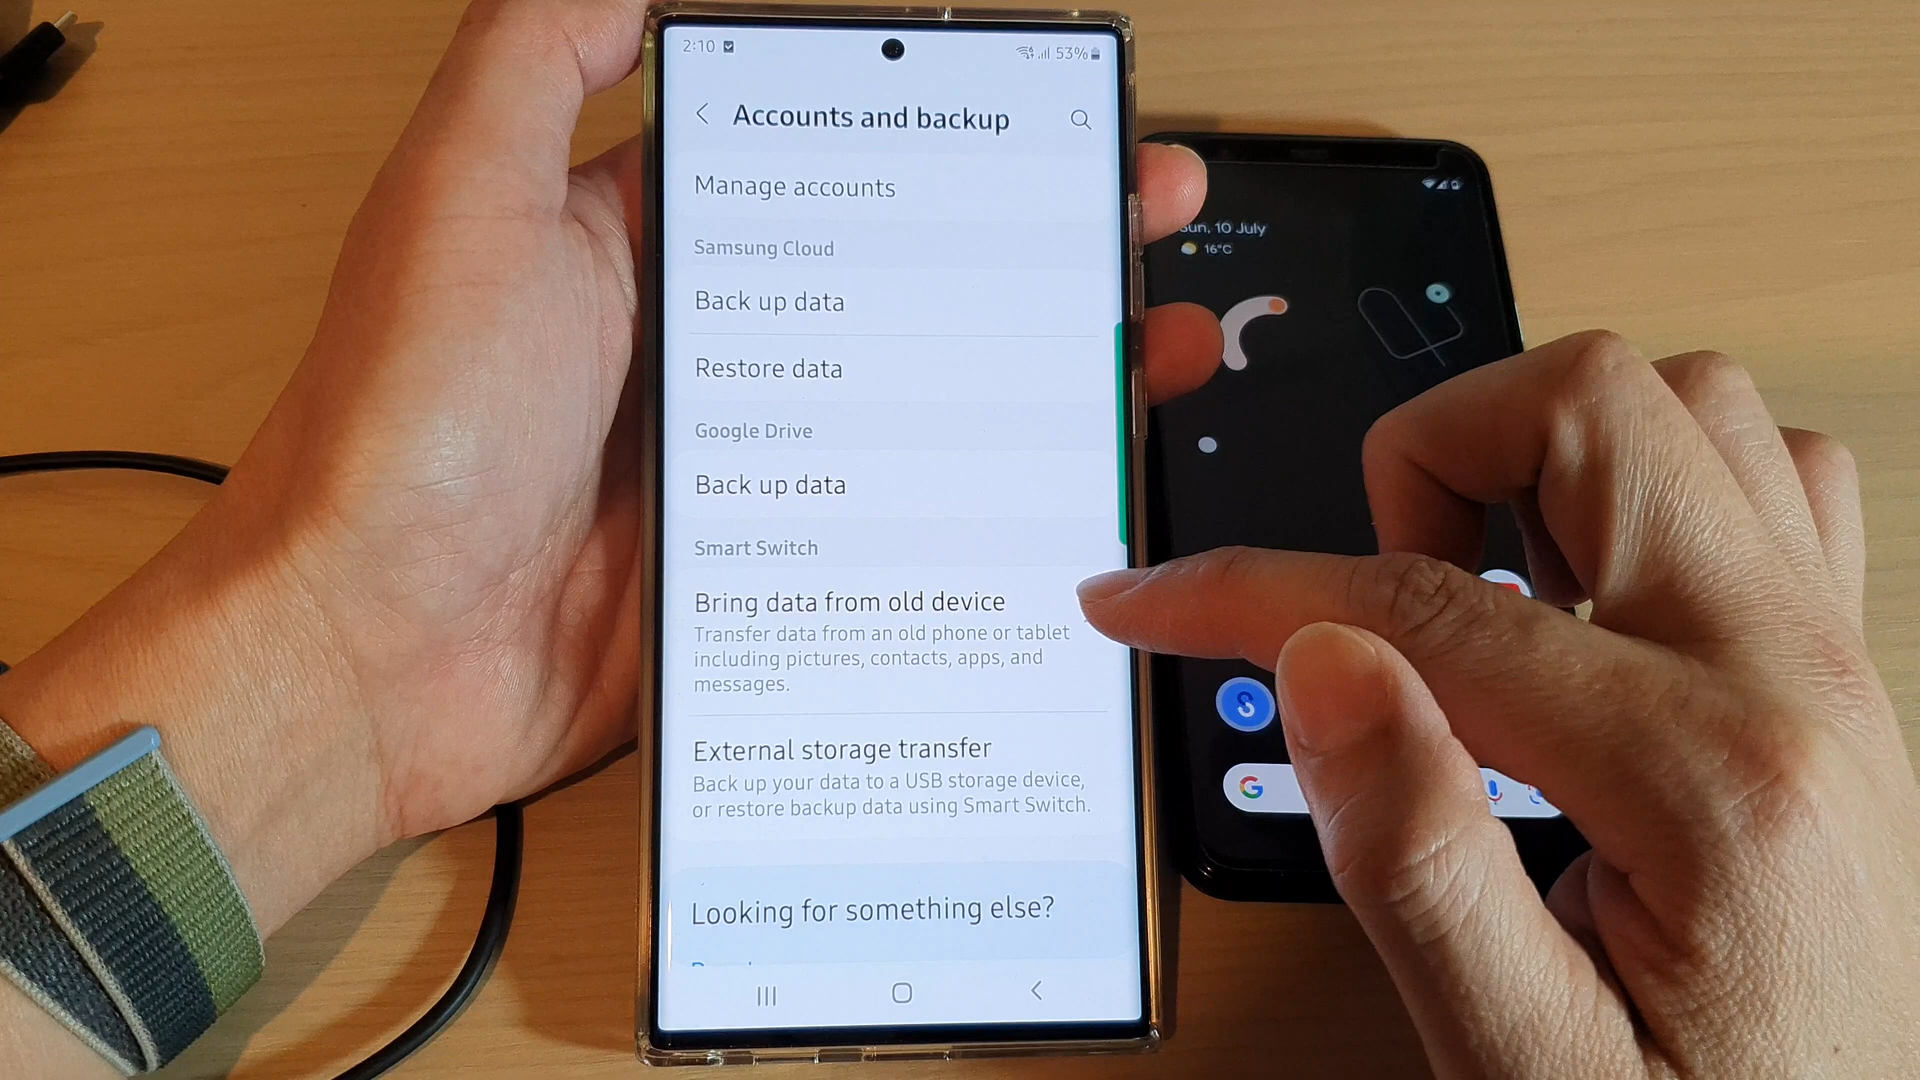 2:10
53%
Accounts and backup
Manage accounts
Samsung Cloud
Back up data
Restore data
Google Drive
Back up data
Smart Switch
Bring data from old device
Transfer data from an old phone or tablet
including pictures, contacts, apps, and
messages.
External storage transfer
Back up your data to a USB storage device,
or restore backup data using Smart Switch.
Looking for something else?
Sun, 10 July
16°C
S
G